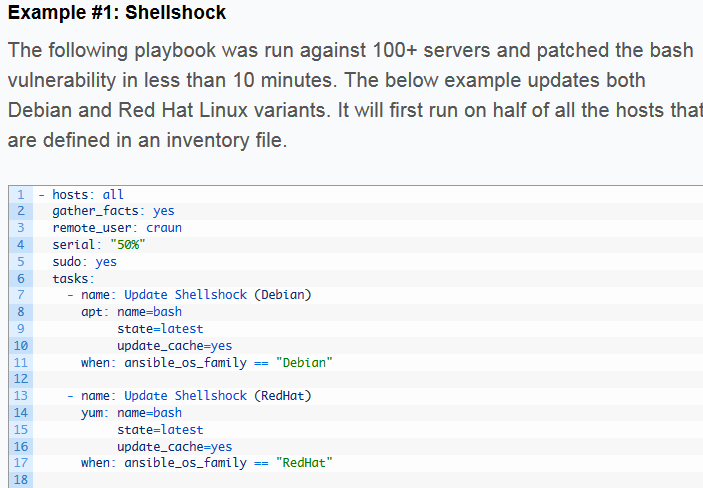 Example #1: Shellshock
The following playbook was run against 100+ servers and patched the bash
vulnerability in less than 10 minutes. The below example updates both
Debian and Red Hat Linux variants. It will first run on half of all the hosts that
are defined in an inventory file.
1 - hosts: all
2 gather_facts: yes
3 remote_user: craun
4 serial: "50%"
5 sudo: yes
6 tasks:
7 - name: Update Shellshock (Debian)
8 apt: name=bash
9 state=latest
10 update_cache=yes
11 when: ansible_os_family == "Debian"
12
13 - name: Update Shellshock (RedHat)
14 yum: name=bash
15 state=latest
16 update_cache=yes
17 when: ansible_os_family == "RedHat"
18